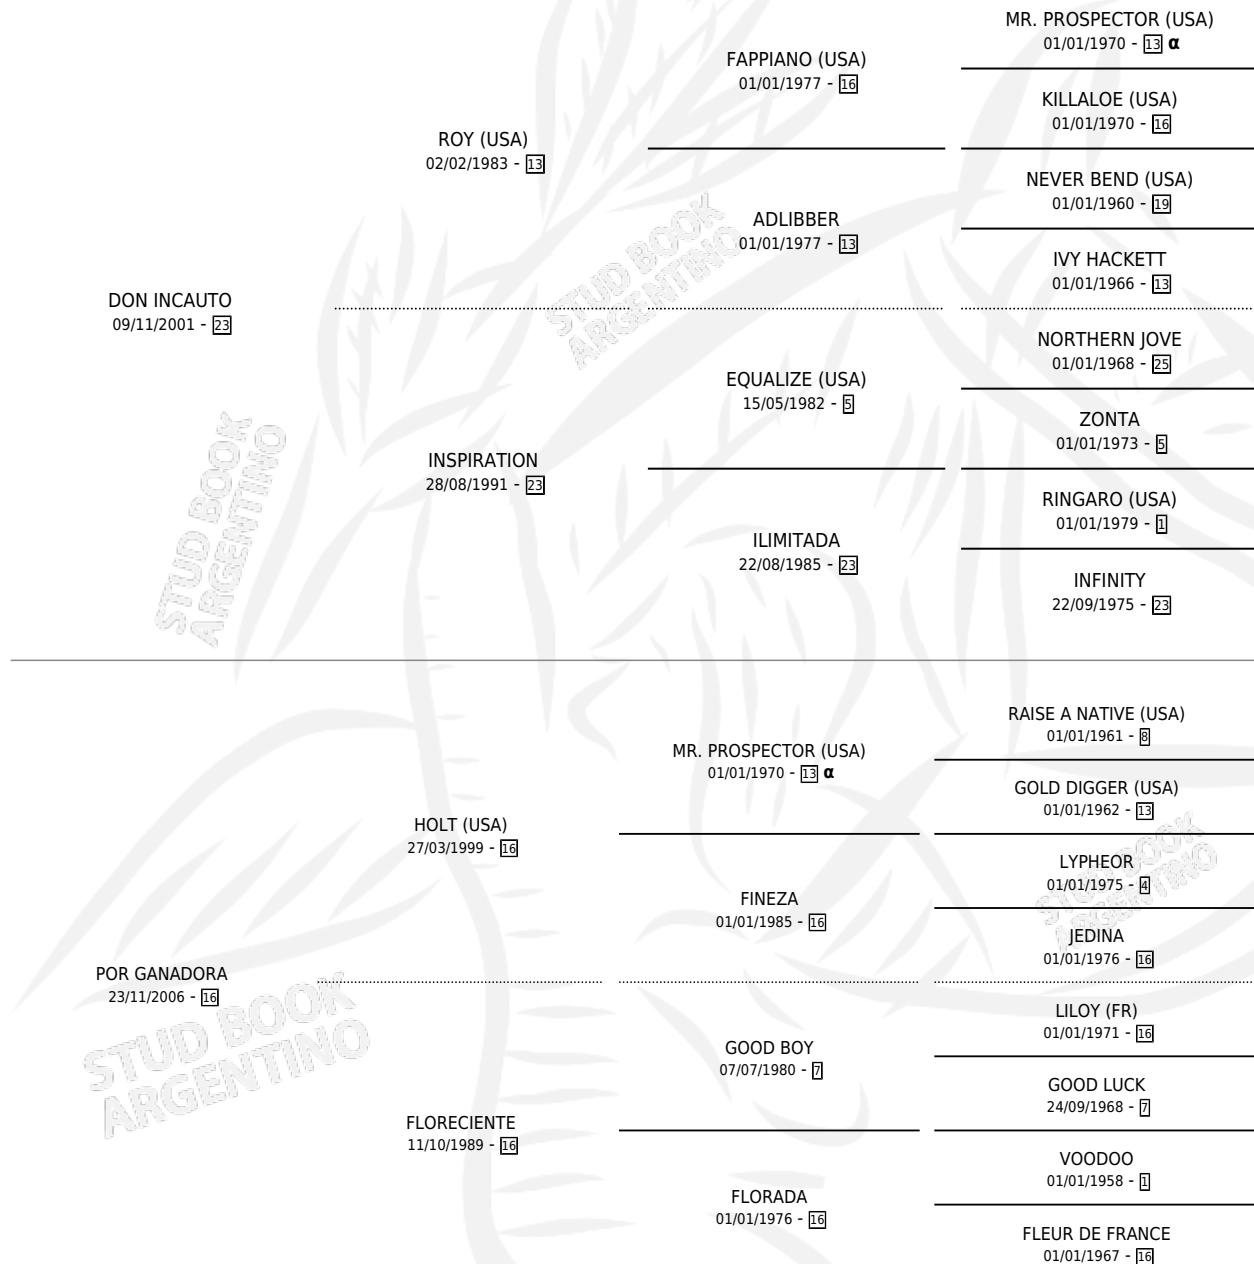 MR. PROSPECTOR (USA)
01/01/1970 - 13 α
FAPPIANO (USA)
01/01/1977 - 16
KILLALOE (USA)
01/01/1970 - 16
ROY (USA)
02/02/1983 - 13
NEVER BEND (USA)
01/01/1960 - 19
ADLIBBER
01/01/1977 - 13
IVY HACKETT
01/01/1966 - 13
DON INCAUTO
09/11/2001 - 23
NORTHERN JOVE
01/01/1968 - 25
EQUALIZE (USA)
15/05/1982 - 5
ZONTA
01/01/1973 - 5
INSPIRATION
28/08/1991 - 23
RINGARO (USA)
01/01/1979 - 1
ILIMITADA
22/08/1985 - 23
INFINITY
22/09/1975 - 23
STUD BOOK
ARGENTINO
STUD BOOK
ARGENTINO
RAISE A NATIVE (USA)
01/01/1961 - 8
MR. PROSPECTOR (USA)
01/01/1970 - 13 α
GOLD DIGGER (USA)
01/01/1962 - 13
HOLT (USA)
27/03/1999 - 16
LYPHEOR
01/01/1975 - 4
FINEZA
01/01/1985 - 16
JEDINA
01/01/1976 - 16
POR GANADORA
23/11/2006 - 16
LILOY (FR)
01/01/1971 - 16
GOOD BOY
07/07/1980 - 7
GOOD LUCK
24/09/1968 - 7
FLORECIENTE
11/10/1989 - 16
VOODOO
01/01/1958 - 1
FLORADA
01/01/1976 - 16
FLEUR DE FRANCE
01/01/1967 - 16
STUD BOOK
ARGENTINO
STUD BOOK
ARGENTINO